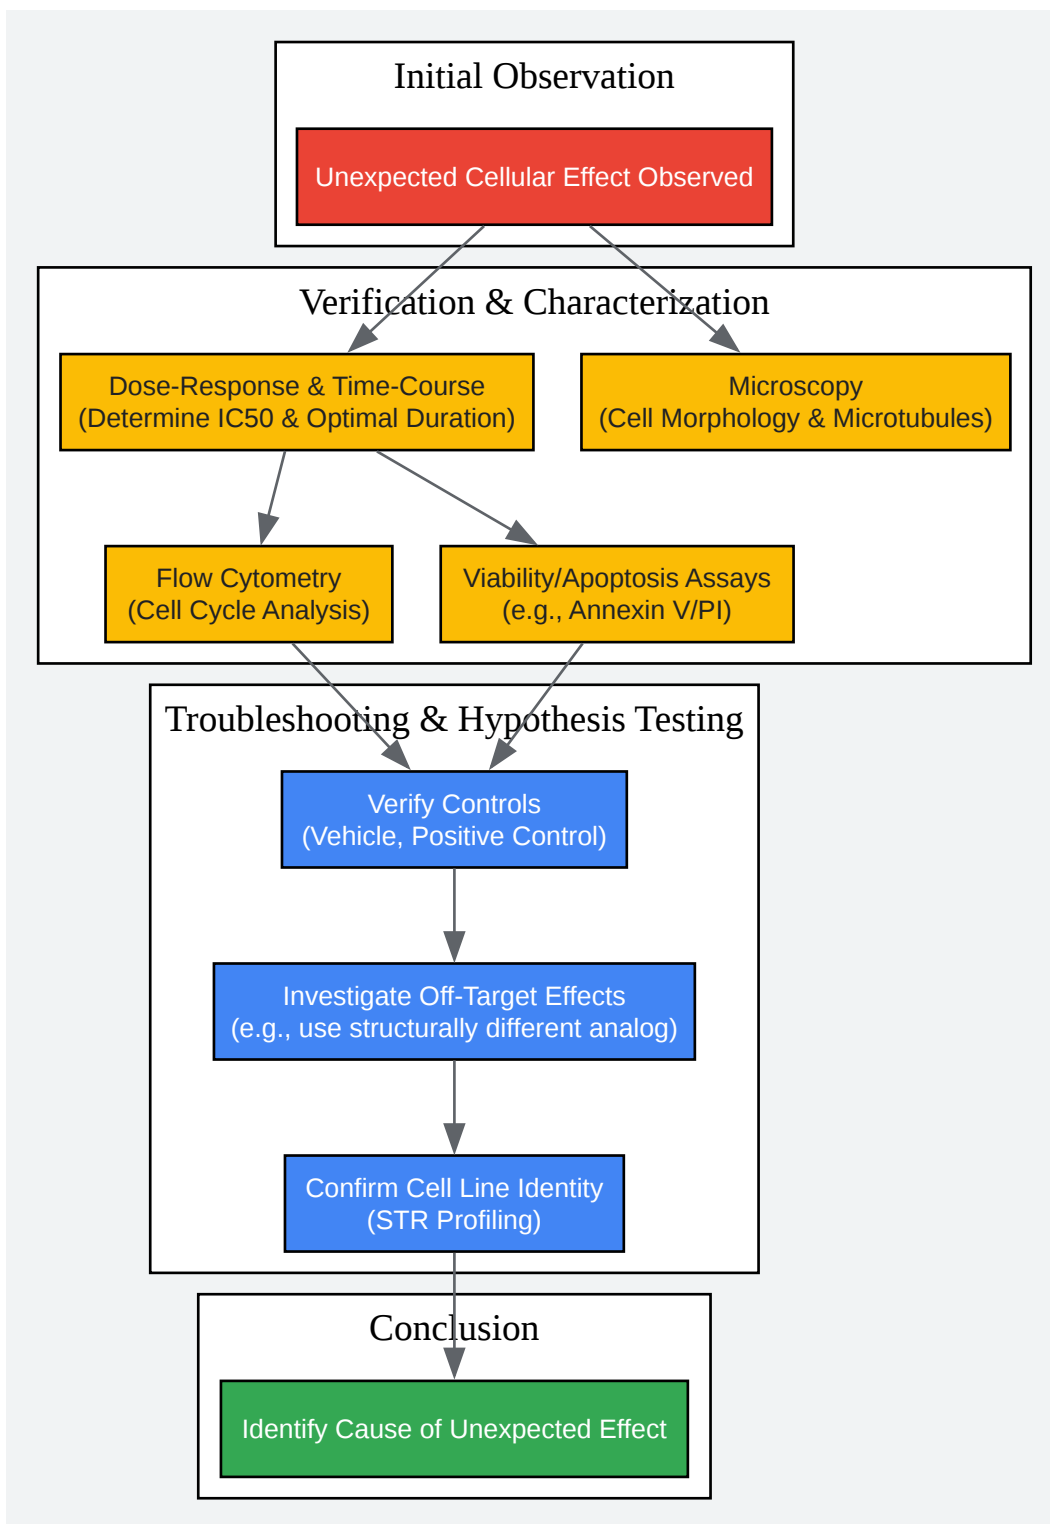 Initial Observation
Unexpected Cellular Effect Observed
Verification & Characterization
Dose-Response & Time-Course
(Determine IC50 & Optimal Duration)
Microscopy
(Cell Morphology & Microtubules)
Flow Cytometry
(Cell Cycle Analysis)
Viability/Apoptosis Assays
(e.g., Annexin V/PI)
Troubleshooting & Hypothesis Testing
Verify Controls
(Vehicle, Positive Control)
Investigate Off-Target Effects
(e.g., use structurally different analog)
Confirm Cell Line Identity
(STR Profiling)
Conclusion
Identify Cause of Unexpected Effect